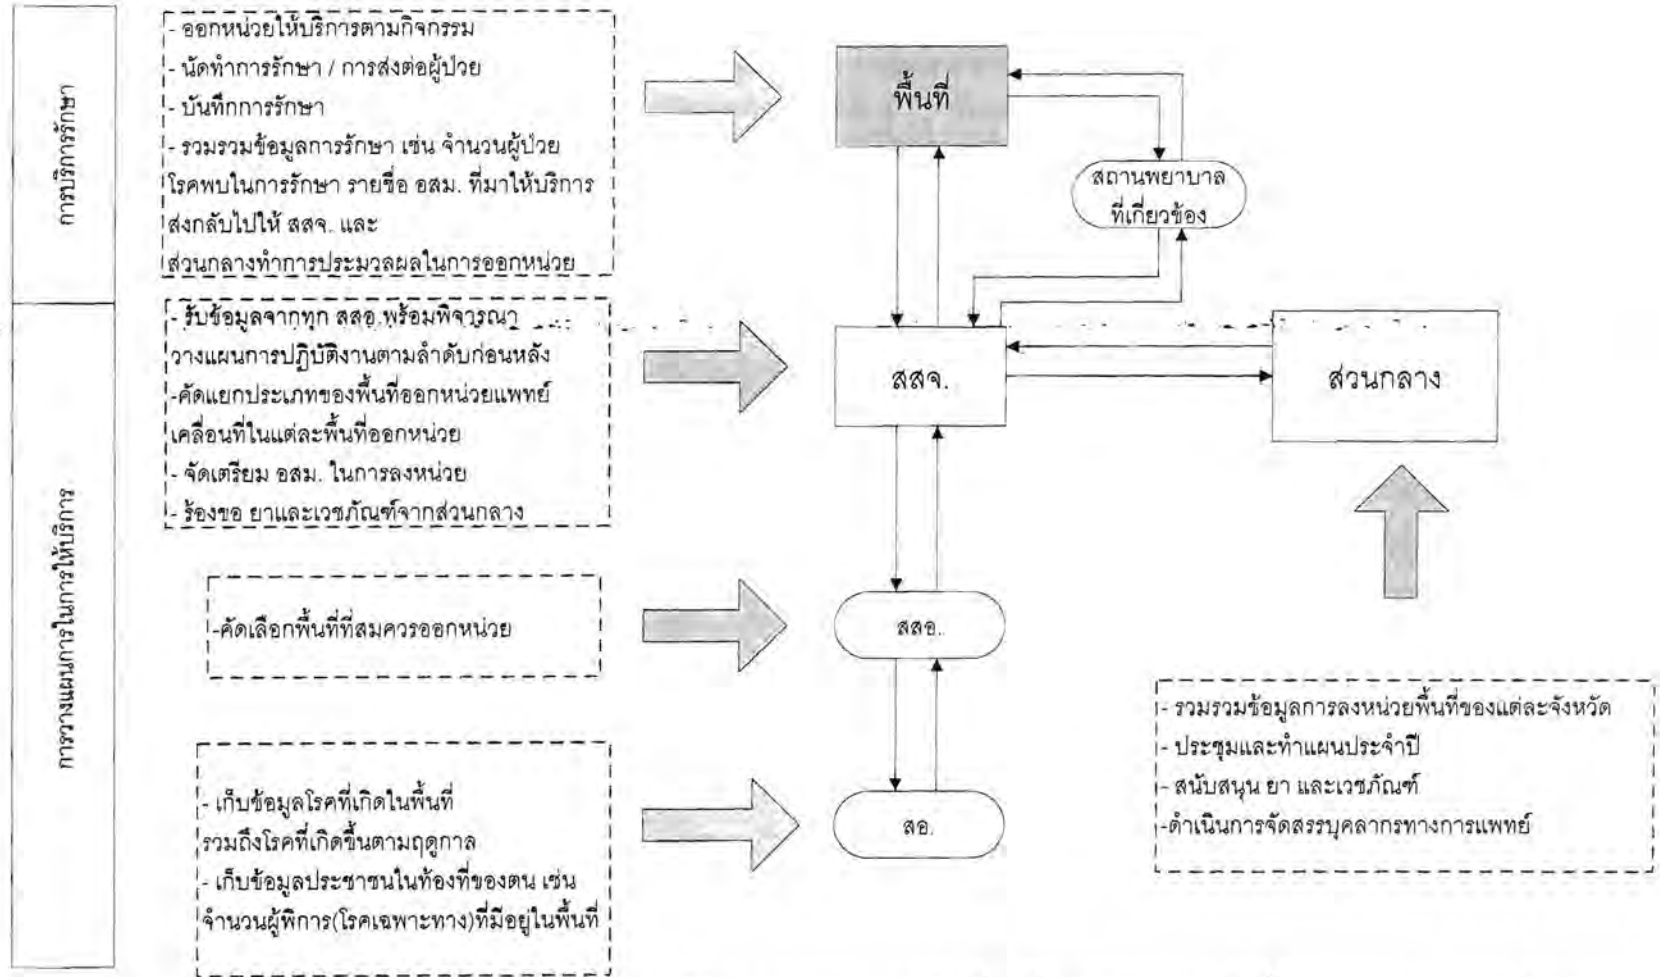 การบริการรักษา
- ออกหน่วยให้บริการตามกิจกรรม
- นัดทำการรักษา / การส่งต่อผู้ป่วย
- บันทึกการรักษา
- รวมรวมข้อมูลการรักษา เช่น จำนวนผู้ป่วย
โรคพบในการรักษา รายชื่อ อสม. ที่มาให้บริการ
ส่งกลับไปให้ สสจ. และ
ส่วนกลางทำการประมวลผลในการออกหน่วย
พื้นที่
สถานพยาบาล
ที่เกี่ยวข้อง
การวางแผนการในการให้บริการ
- รับข้อมูลจากทุก สสอ.พร้อมพิจารณา
วางแผนการปฏิบัติงานตามลำดับก่อนหลัง
-คัดแยกประเภทของพื้นที่ออกหน่วยแพทย์
เคลื่อนที่ในแต่ละพื้นที่ออกหน่วย
- จัดเตรียม อสม. ในการลงหน่วย
- ร้องขอ ยาและเวชภัณฑ์จากส่วนกลาง
สสจ.
ส่วนกลาง
-คัดเลือกพื้นที่ที่สมควรออกหน่วย
สสอ.
- เก็บข้อมูลโรคที่เกิดในพื้นที่
รวมถึงโรคที่เกิดขึ้นตามฤดูกาล
- เก็บข้อมูลประชาชนในท้องที่ของตน เช่น
จำนวนผู้พิการ(โรคเฉพาะทาง)ที่มีอยู่ในพื้นที่
สอ.
- รวมรวมข้อมูลการลงหน่วยพื้นที่ของแต่ละจังหวัด
- ประชุมและทำแผนประจำปี
- สนับสนุน ยา และเวชภัณฑ์
-ดำเนินการจัดสรรบุคลากรทางการแพทย์